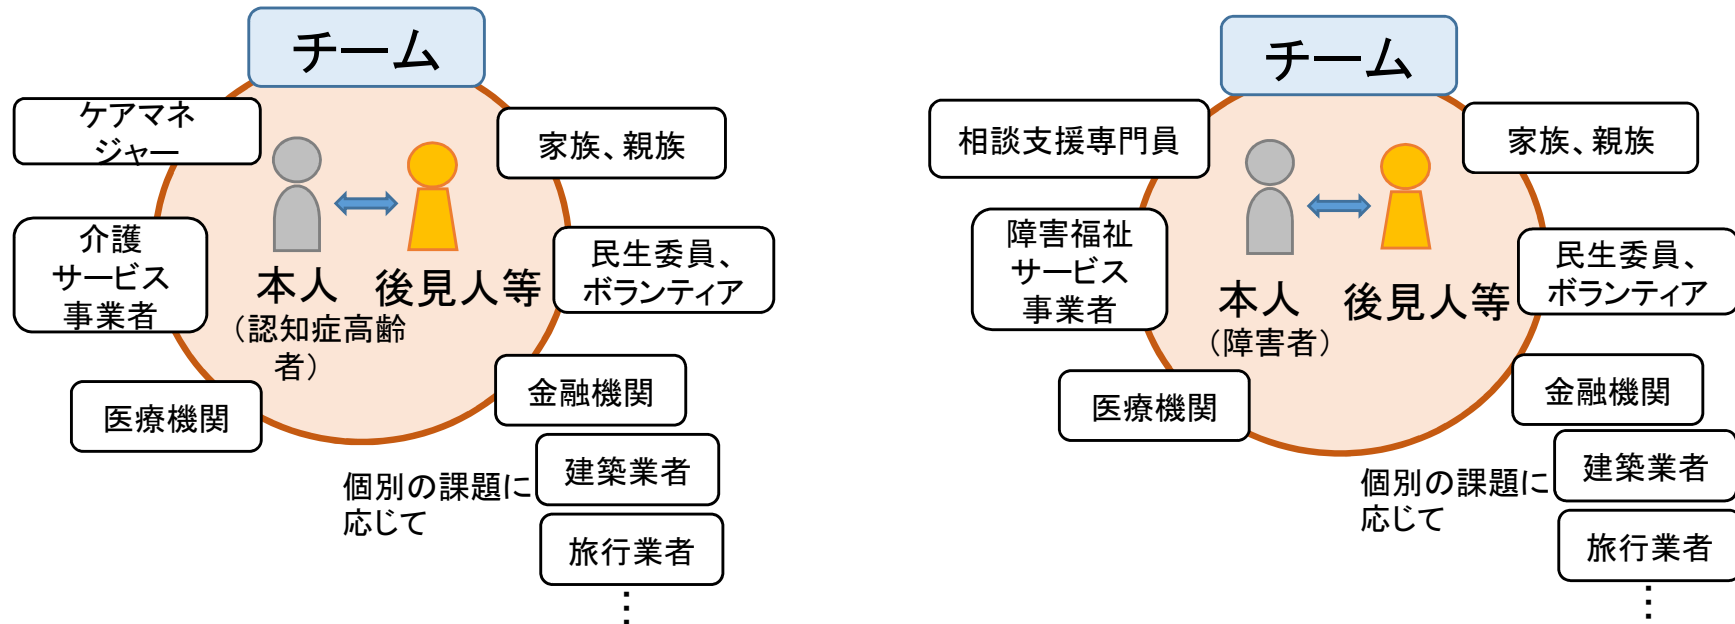 チーム
ケアマネ
ジャー
家族、親族
介護
サービス
事業者
民生委員、
ボランティア
本人
後見人等
（認知症高齢
者）
医療機関
金融機関
建築業者
個別の課題に
応じて
旅行業者
⋮
チーム
相談支援専門員
家族、親族
障害福祉
サービス
事業者
民生委員、
ボランティア
本人
後見人等
（障害者）
医療機関
金融機関
建築業者
個別の課題に
応じて
旅行業者
⋮